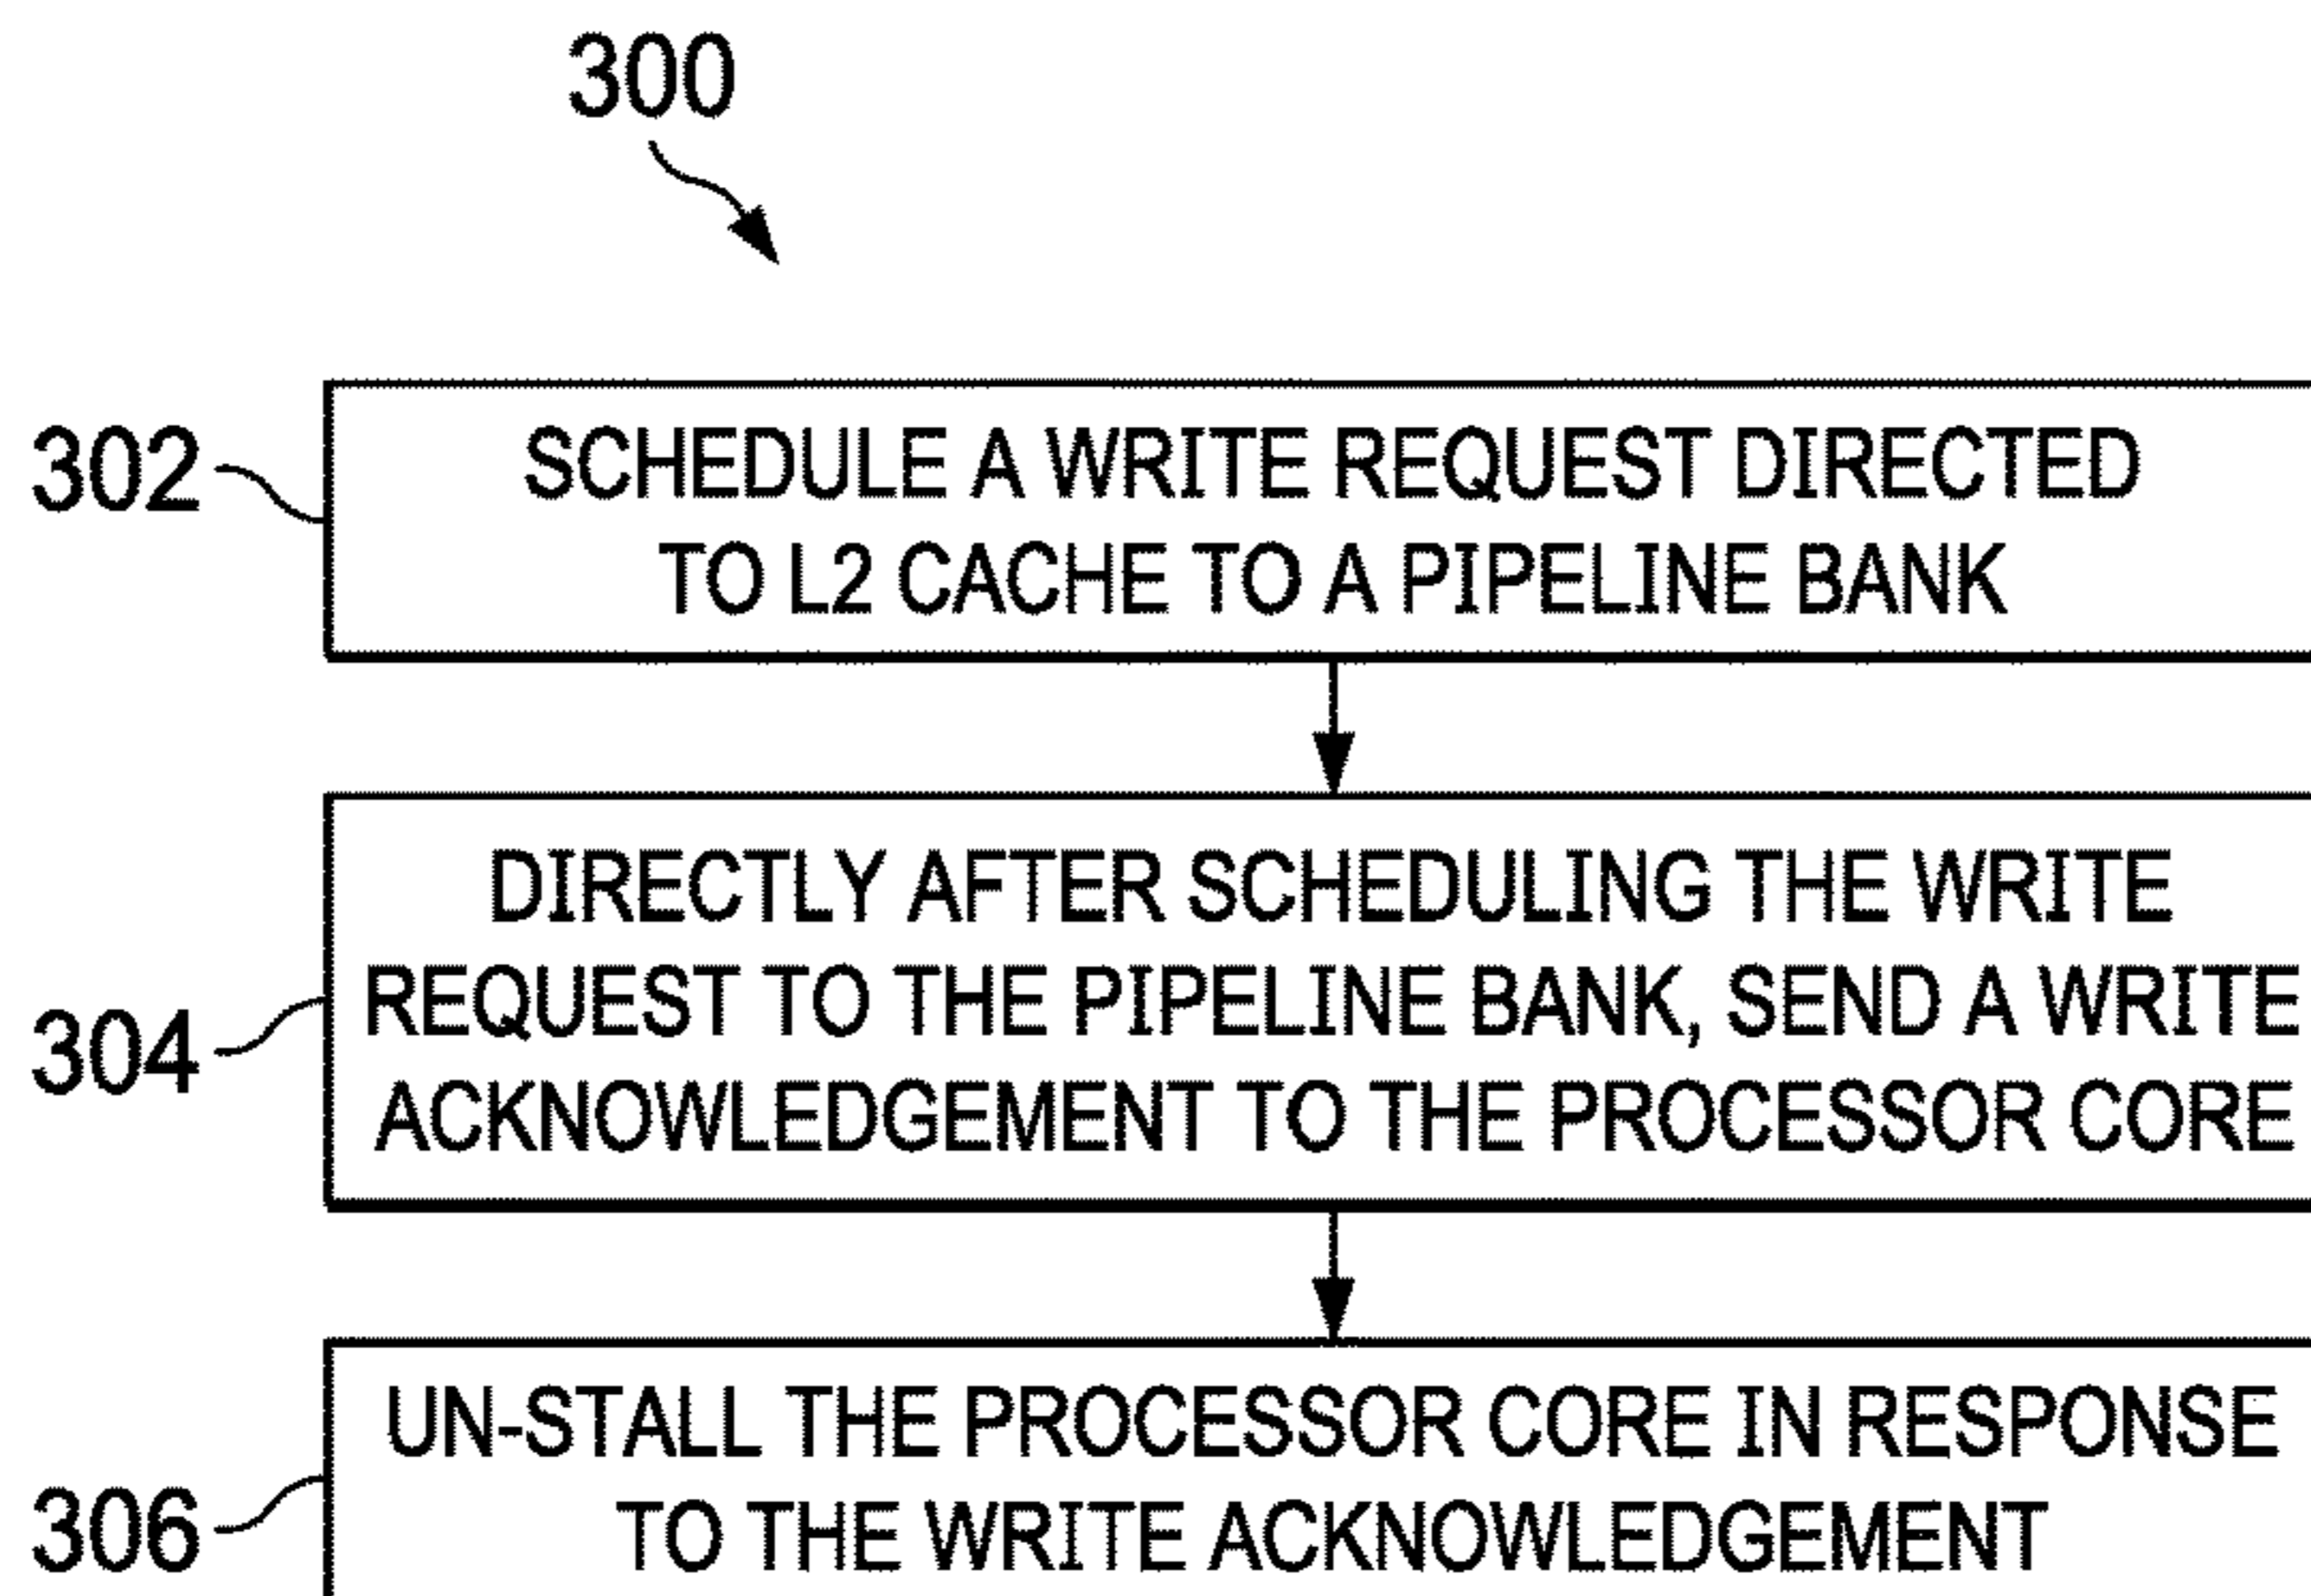 300
302
SCHEDULE A WRITE REQUEST DIRECTED
TO L2 CACHE TO A PIPELINE BANK
304
DIRECTLY AFTER SCHEDULING THE WRITE
REQUEST TO THE PIPELINE BANK, SEND A WRITE
ACKNOWLEDGEMENT TO THE PROCESSOR CORE
306
UN-STALL THE PROCESSOR CORE IN RESPONSE
TO THE WRITE ACKNOWLEDGEMENT